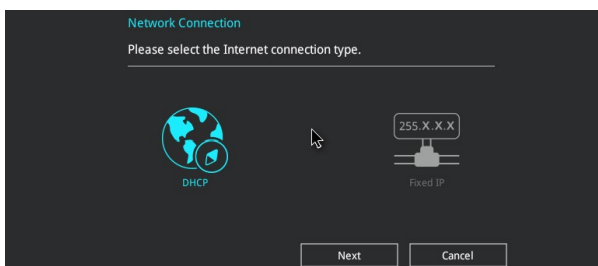 Network Connection
Please select the Internet connection type.
255.X.X.X
DHCP
Fixed IP
Next
Cancel